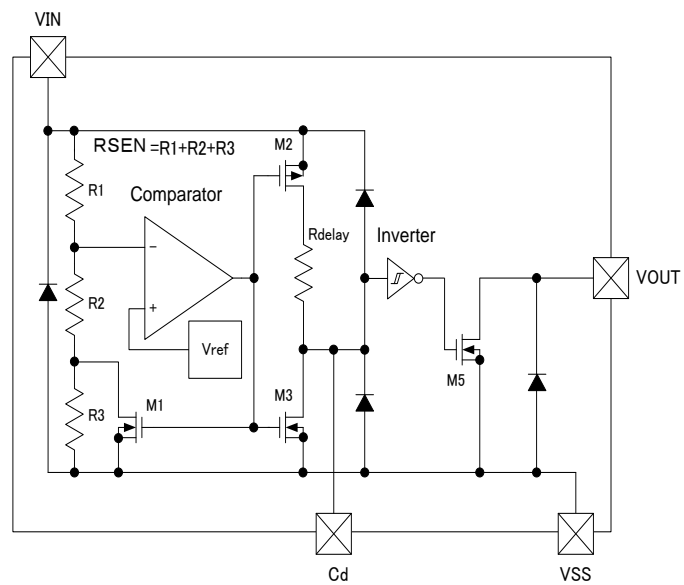 VIN
RSEN =R1+R2+R3
M2
R1
Comparator
Rdelay
Inverter
−
VOUT
R2
+
Vref
M5
M1
M3
R3
Cd
VSS